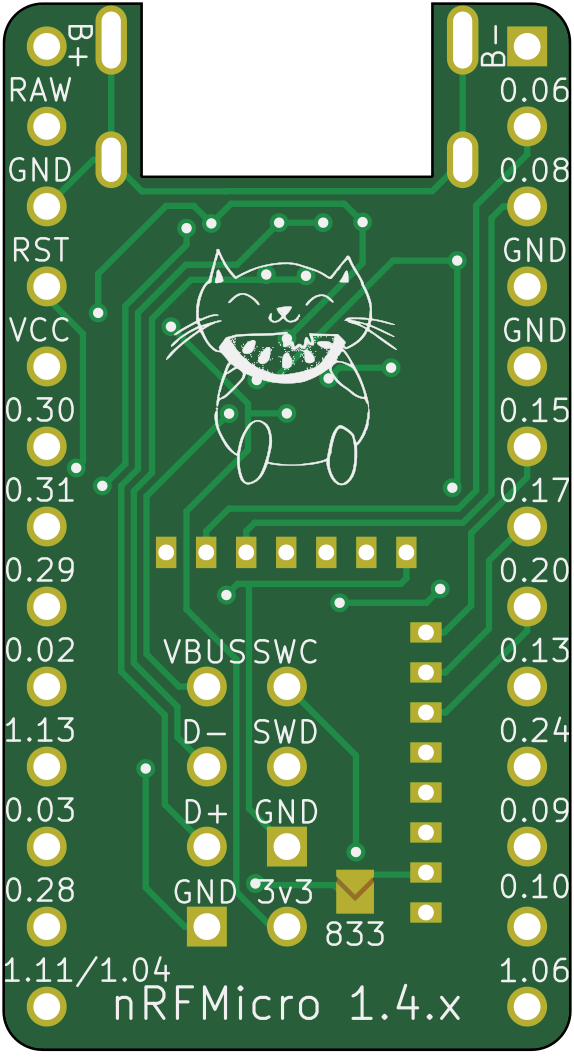 B+ B-
RAW 0.06
GND 0.08
RST GND
VCC GND
0.30 0.15
0.31 0.17
0.29 0.20
0.02 VBUS SWC 0.13
1.13 D- SWD 0.24
0.03 D+ GND 0.09
0.28 GND 3v3 0.10
833
1.11/1.04 1.06
nRFMicro 1.4.x